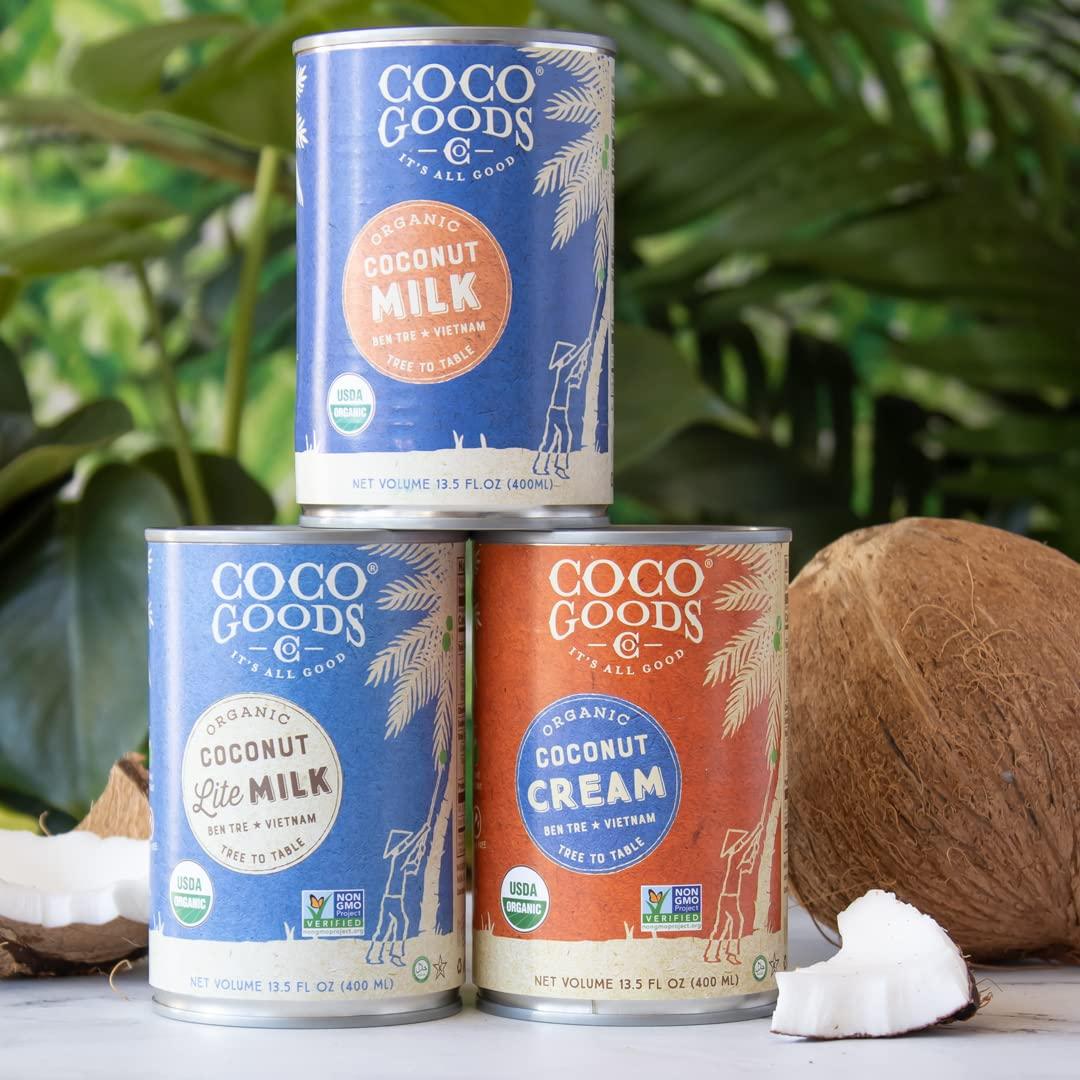 COCO®
GOODS
CO
IT'S ALL GOOD
ORGANIC
COCONUT
MILK
BEN TRE ★ VIETNAM
TREE TO TABLE
USDA
ORGANIC
NET VOLUME 13.5 FL.OZ (400ML)
COCO®
GOODS
CO
IT'S ALL GOOD
ORGANIC
COCONUT
Lite MILK
BEN TRE ★ VIETNAM
TREE TO TABLE
USDA
ORGANIC
NON
GMO
Project
VERIFIED
nongmoproject.org
NET VOLUME 13.5 FL OZ (400 ML)
COCO®
GOODS
CO
IT'S ALL GOOD
ORGANIC
COCONUT
CREAM
BEN TRE ★ VIETNAM
TREE TO TABLE
USDA
ORGANIC
NON
GMO
Project
VERIFIED
nongmoproject.org
NET VOLUME 13.5 FL OZ (400 ML)